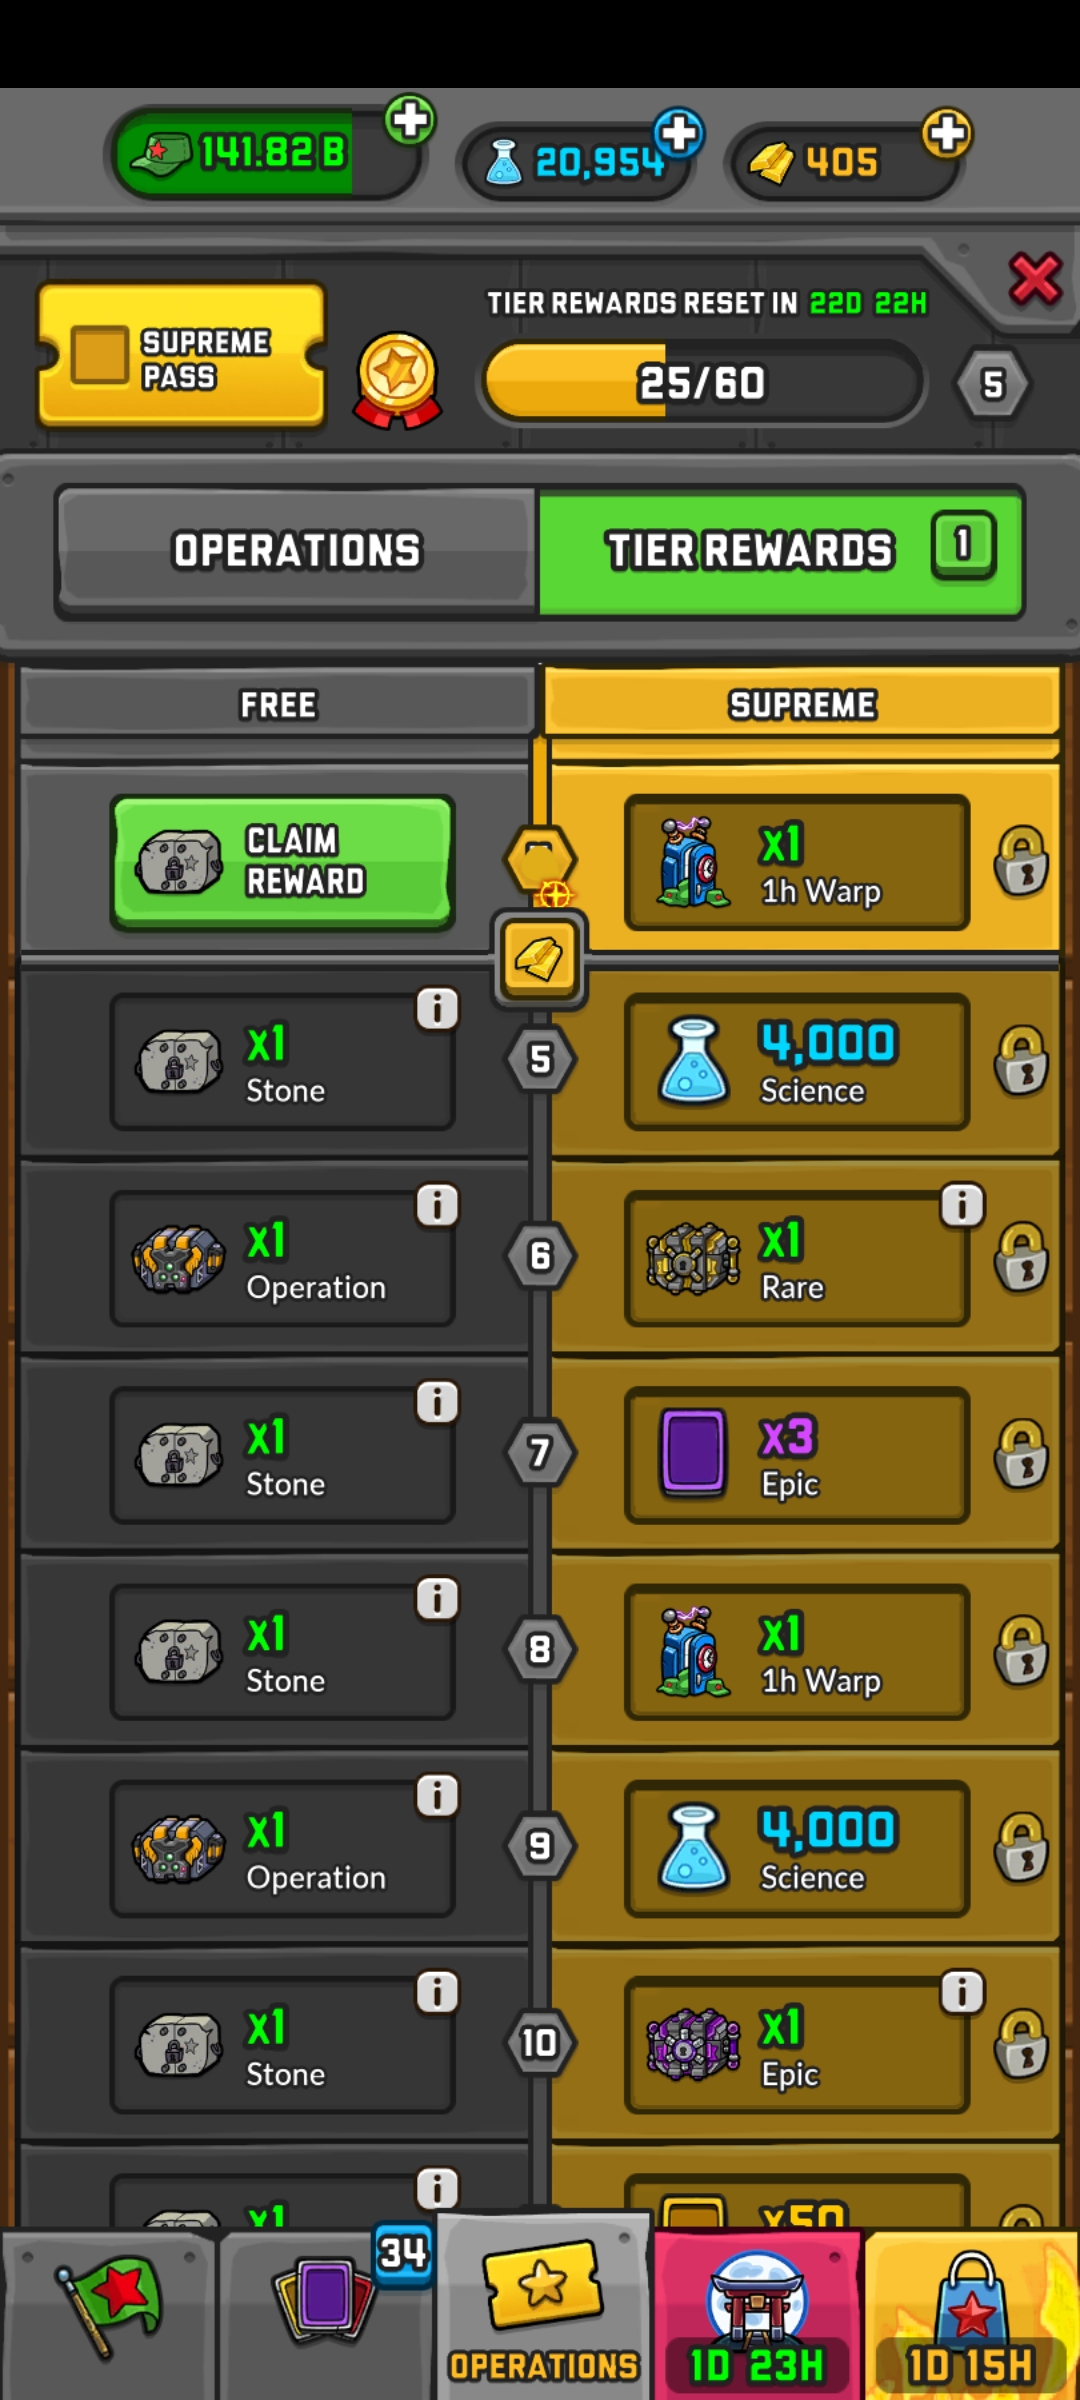 141.82 B
20,954
405
TIER REWARDS RESET IN 22D 22H
SUPREME
PASS
25/60
5
OPERATIONS
TIER REWARDS
1
FREE
SUPREME
CLAIM
REWARD
x1
1h Warp
x1
Stone
5
4,000
Science
x1
Operation
6
x1
Rare
x1
Stone
7
x3
Epic
x1
Stone
8
x1
1h Warp
x1
Operation
9
4,000
Science
x1
Stone
10
x1
Epic
x1
x50
34
OPERATIONS
1D 23H
1D 15H